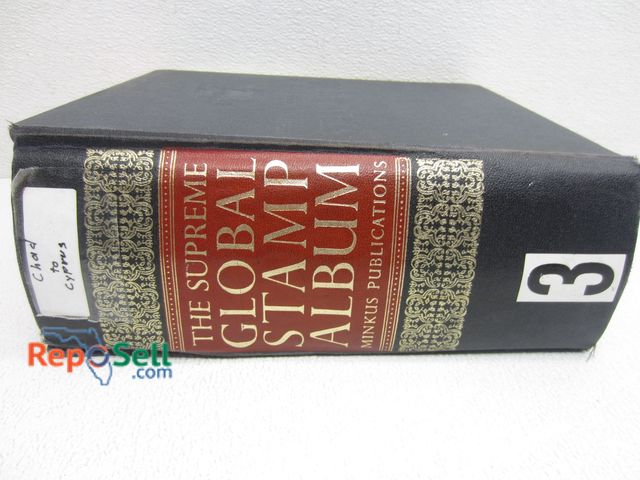 Chad
to
Cyprus
THE SUPREME
GLOBAL
STAMP
ALBUM
MINKUS PUBLICATIONS
3
RepoSell
.com